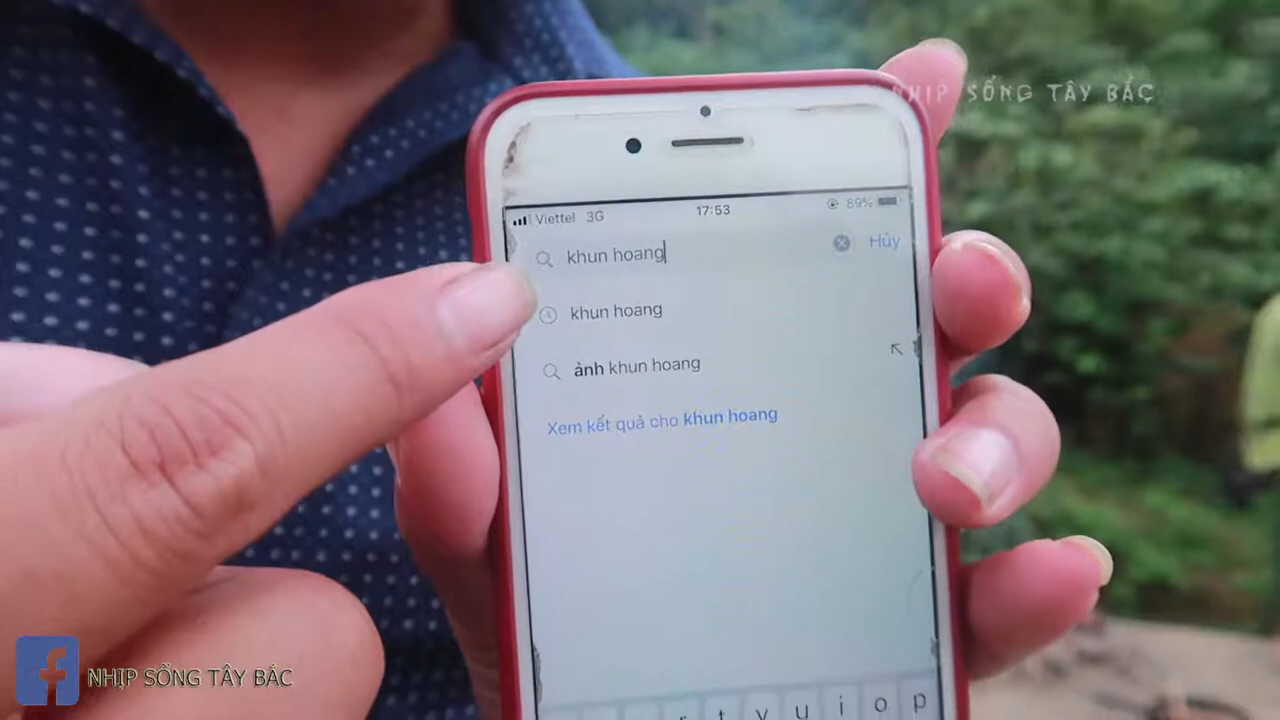 NHỊP SỐNG TÂY BẮC
Viettel 3G 17:53 89%
khun hoang Hủy
khun hoang
ảnh khun hoang
Xem kết quả cho khun hoang
r t y u i o p
NHỊP SỐNG TÂY BẮC